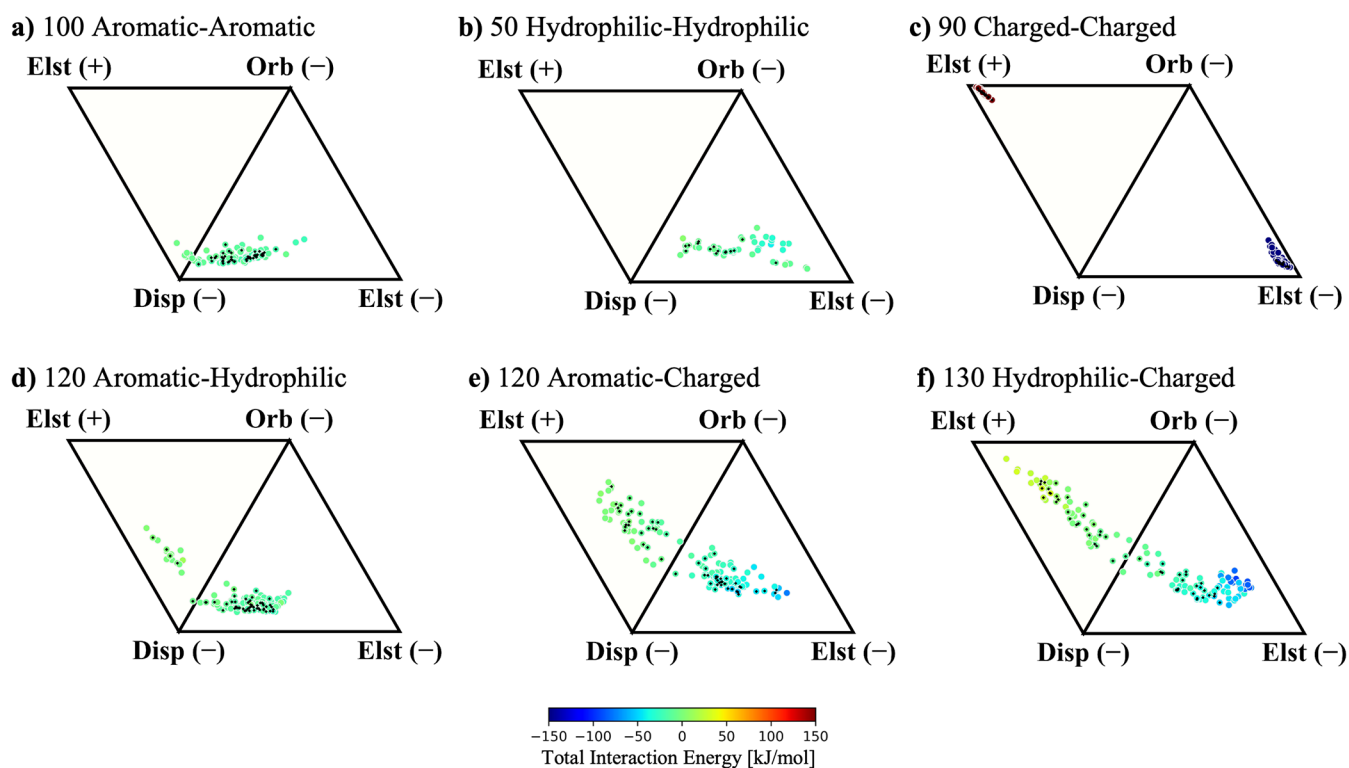 a) 100 Aromatic-Aromatic
Elst (+) Orb (−)
Disp (−) Elst (−)
b) 50 Hydrophilic-Hydrophilic
Elst (+) Orb (−)
Disp (−) Elst (−)
c) 90 Charged-Charged
Elst (+) Orb (−)
Disp (−) Elst (−)
d) 120 Aromatic-Hydrophilic
Elst (+) Orb (−)
Disp (−) Elst (−)
e) 120 Aromatic-Charged
Elst (+) Orb (−)
Disp (−) Elst (−)
f) 130 Hydrophilic-Charged
Elst (+) Orb (−)
Disp (−) Elst (−)
−150 −100 −50 0 50 100 150
Total Interaction Energy [kJ/mol]